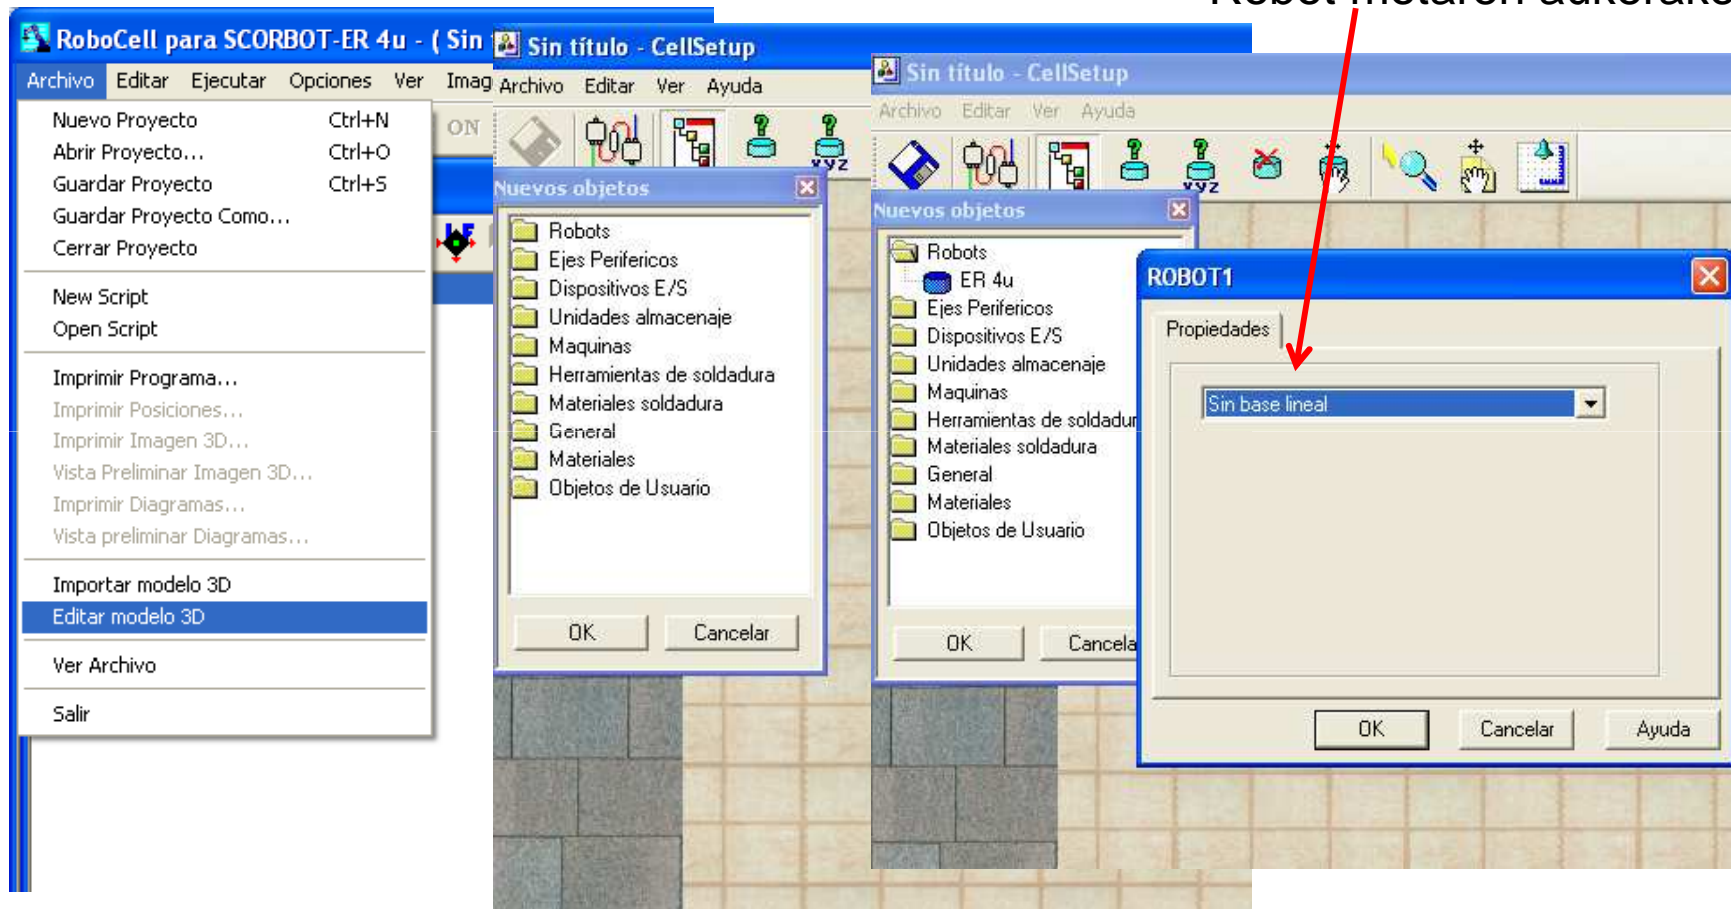 Robot motaren aukerake
RoboCell para SCORBOT-ER 4u - ( Sin
Archivo Editar Ejecutar Opciones Ver Imag
Nuevo Proyecto Ctrl+N
Abrir Proyecto... Ctrl+O
Guardar Proyecto Ctrl+S
Guardar Proyecto Como...
Cerrar Proyecto
New Script
Open Script
Imprimir Programa...
Imprimir Posiciones...
Imprimir Imagen 3D...
Vista Preliminar Imagen 3D...
Imprimir Diagramas...
Vista preliminar Diagramas...
Importar modelo 3D
Editar modelo 3D
Ver Archivo
Salir
ON
Sin título - CellSetup
Archivo Editar Ver Ayuda
XYZ
Nuevos objetos
Robots
Ejes Perifericos
Dispositivos E/S
Unidades almacenaje
Maquinas
Herramientas de soldadura
Materiales soldadura
General
Materiales
Objetos de Usuario
OK Cancelar
Sin título - CellSetup
Archivo Editar Ver Ayuda
XYZ
Nuevos objetos
Robots
ER 4u
Ejes Perifericos
Dispositivos E/S
Unidades almacenaje
Maquinas
Herramientas de soldadur
Materiales soldadura
General
Materiales
Objetos de Usuario
OK Cancela
ROBOT1
Propiedades
Sin base lineal
OK Cancelar Ayuda